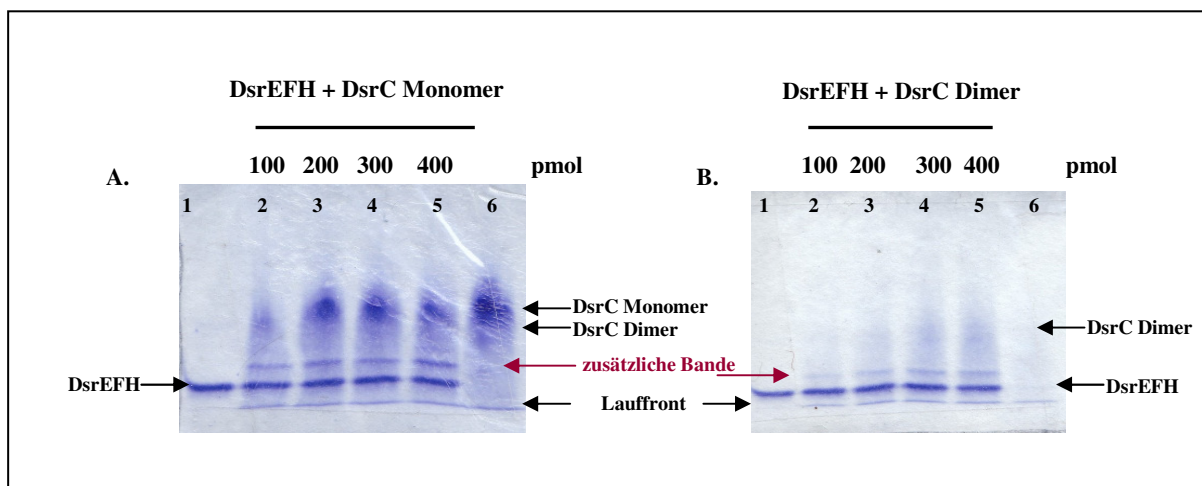 DsrEFH + DsrC Monomer
DsrEFH + DsrC Dimer
100 200 300 400 pmol
100 200 300 400 pmol
A.
B.
1 2 3 4 5 6
1 2 3 4 5 6
DsrC Monomer
DsrC Dimer
DsrC Dimer
zusätzliche Bande
DsrEFH
DsrEFH
Lauffront